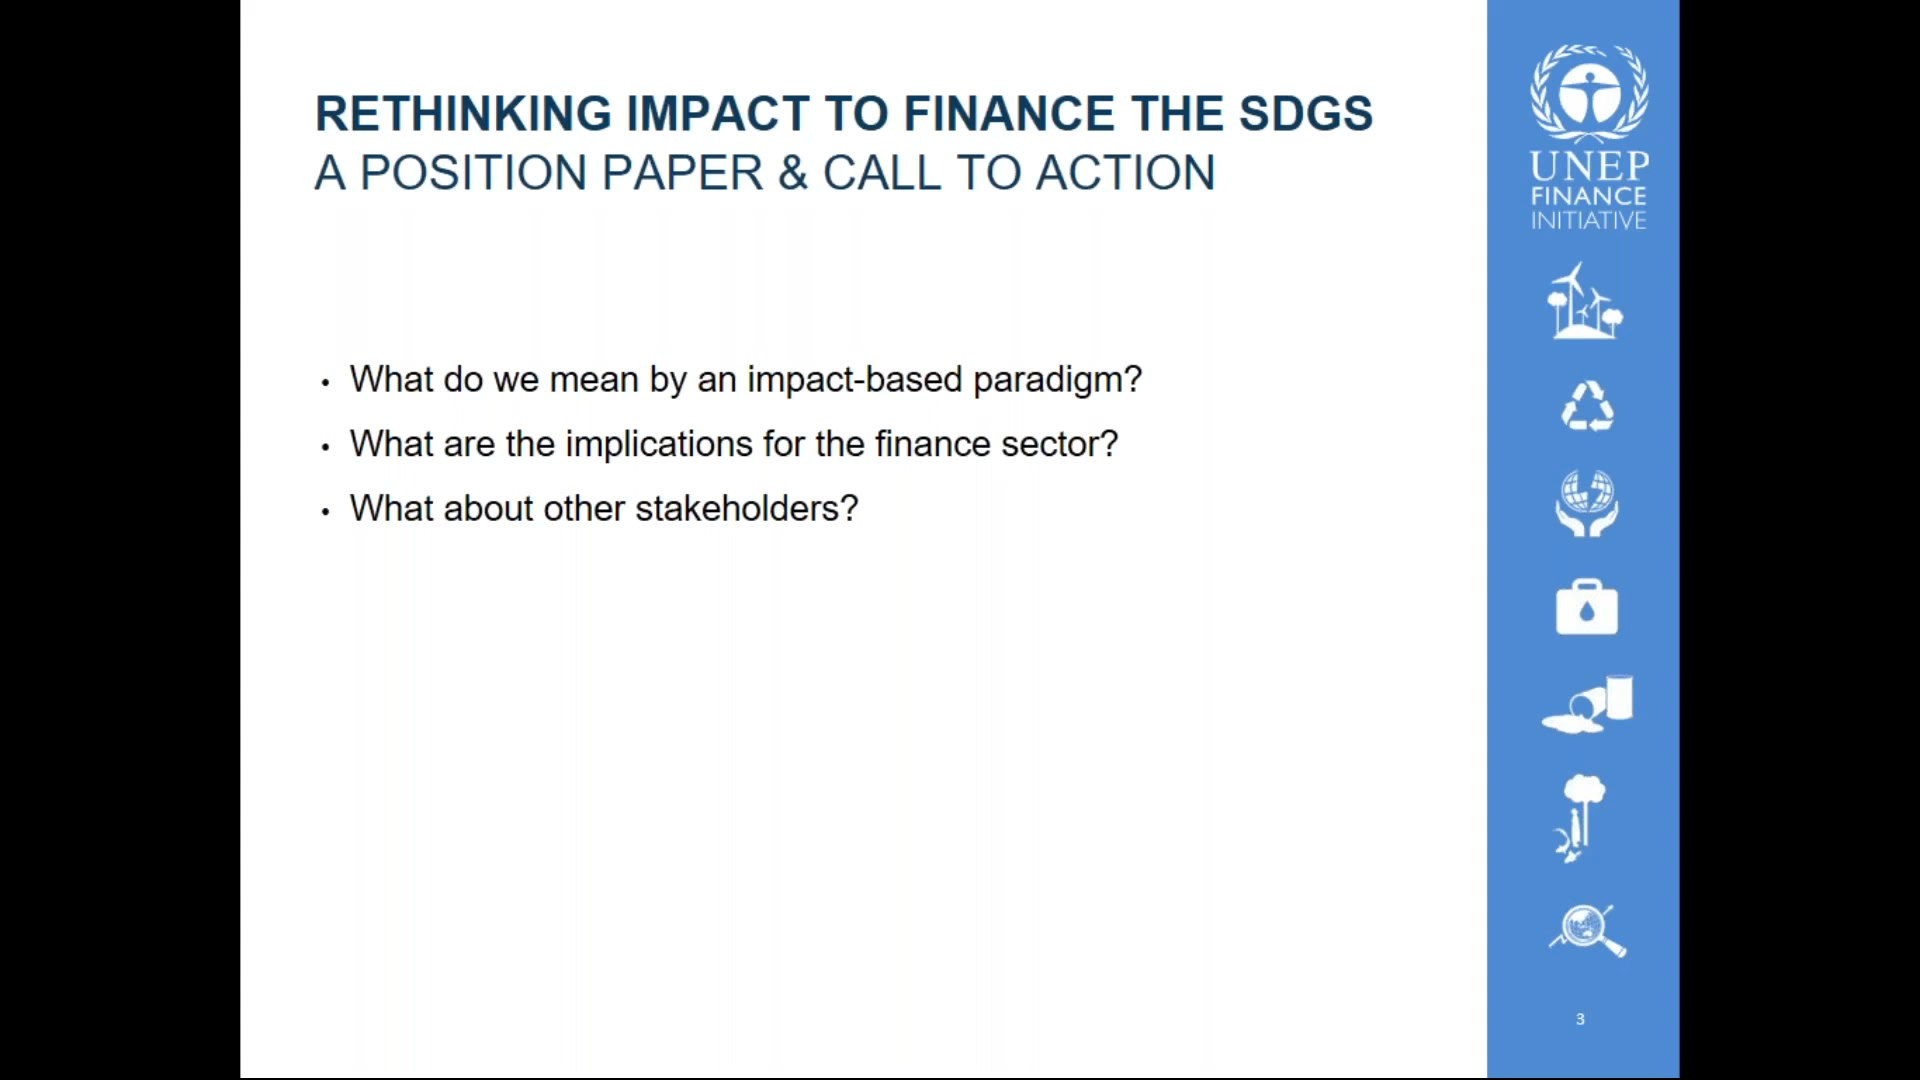 RETHINKING IMPACT TO FINANCE THE SDGS
A POSITION PAPER & CALL TO ACTION
• What do we mean by an impact-based paradigm?
• What are the implications for the finance sector?
• What about other stakeholders?
UNEP
FINANCE
INITIATIVE
3